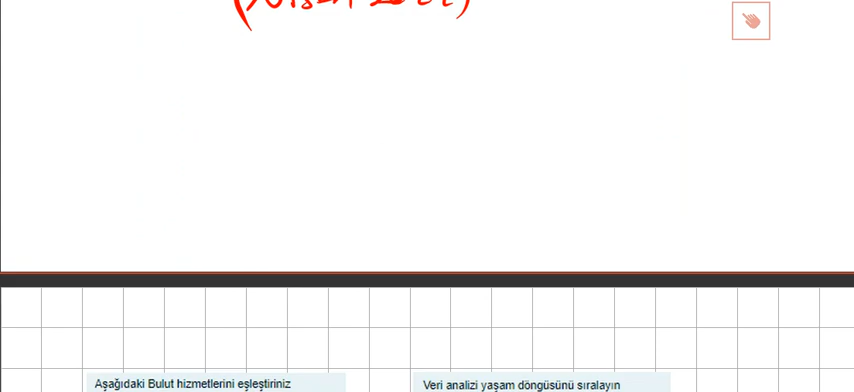 Aşağıdaki Bulut hizmetlerini eşleştiriniz
Veri analizi yaşam döngüsünü sıralayın